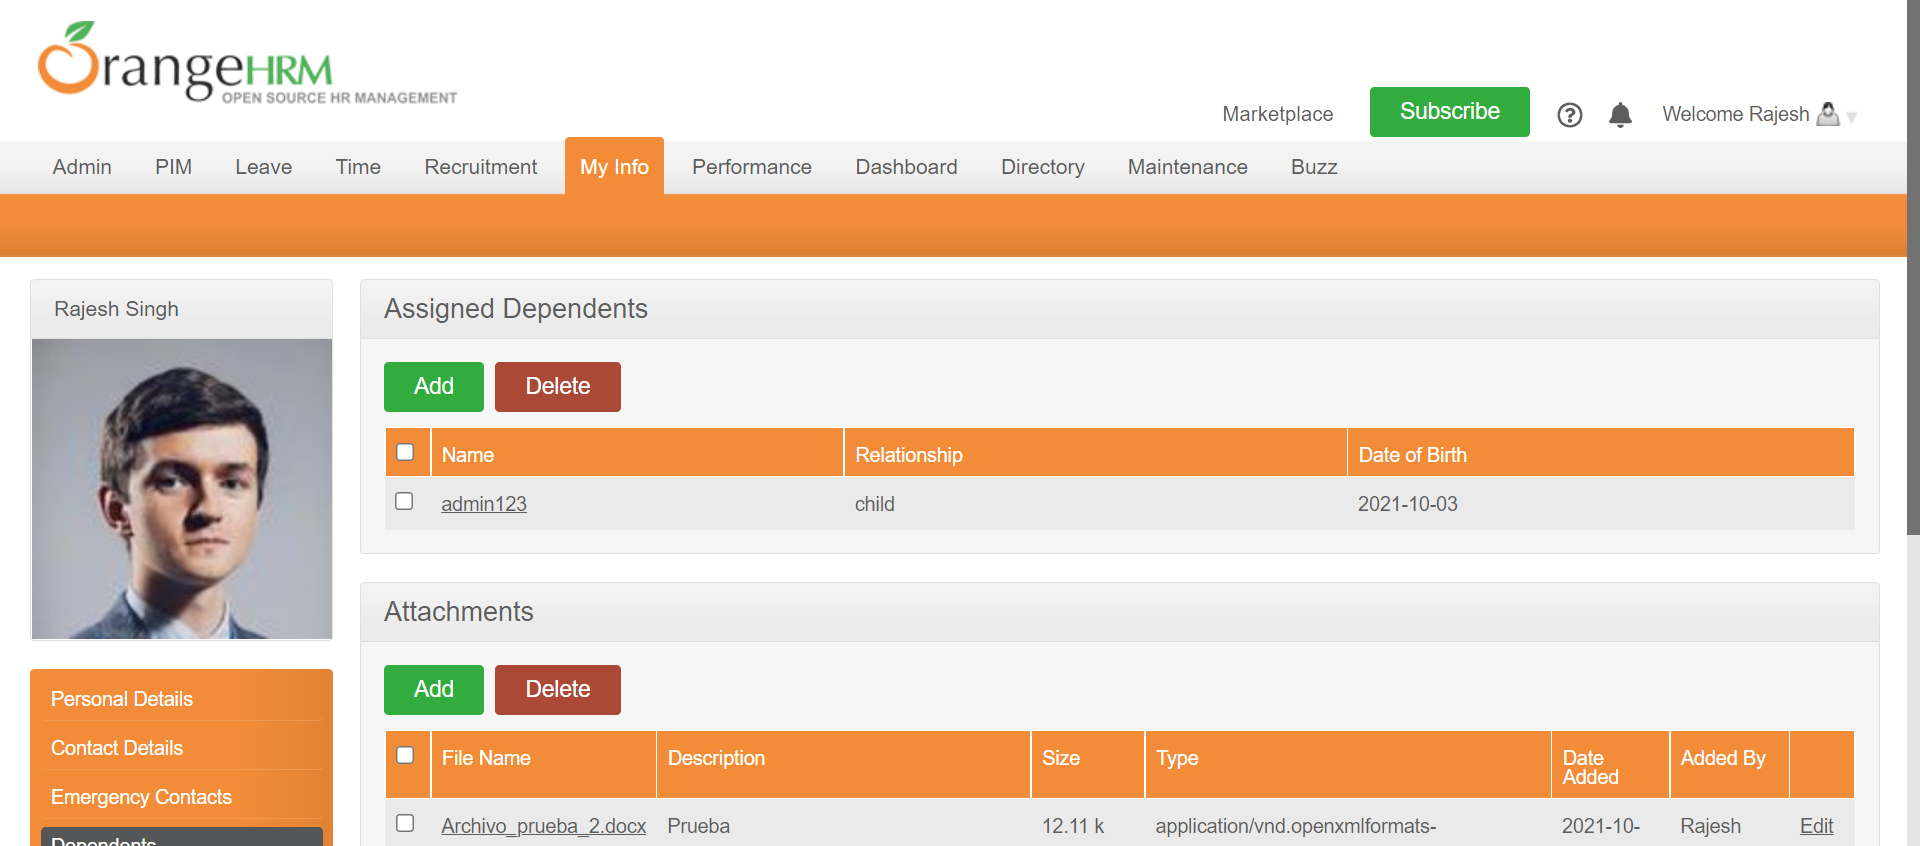 OrangeHRM
OPEN SOURCE HR MANAGEMENT
Marketplace
Subscribe
Welcome Rajesh
Admin
PIM
Leave
Time
Recruitment
My Info
Performance
Dashboard
Directory
Maintenance
Buzz
Rajesh Singh
Personal Details
Contact Details
Emergency Contacts
Dependents
Assigned Dependents
Add
Delete
Name Relationship Date of Birth
admin123 child 2021-10-03
Attachments
Add
Delete
File Name Description Size Type Date Added Added By
Archivo_prueba_2.docx Prueba 12.11 k application/vnd.openxmlformats- 2021-10- Rajesh Edit